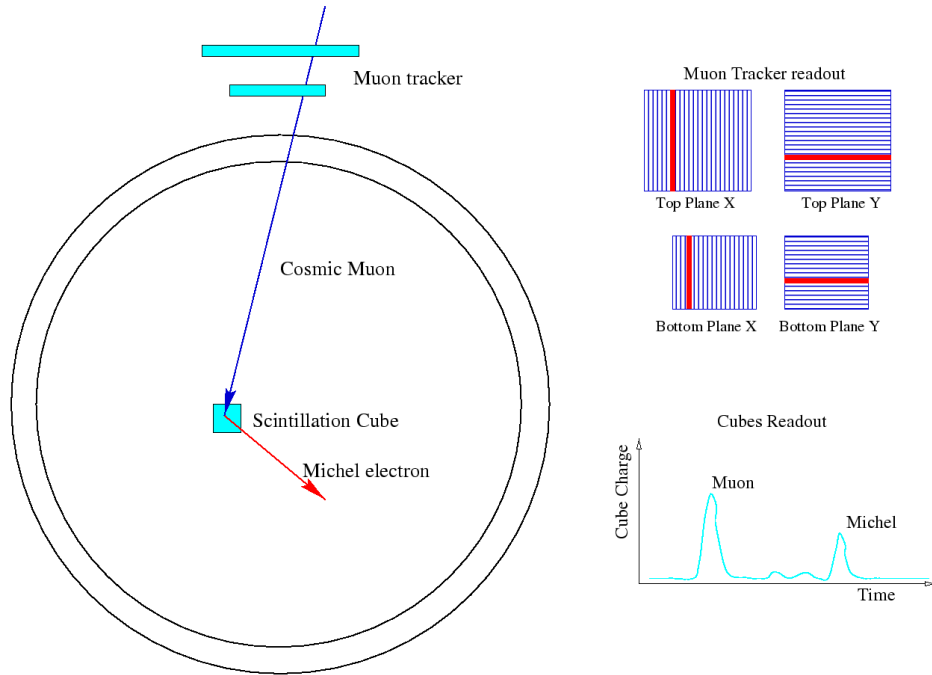 Muon tracker
Cosmic Muon
Scintillation Cube
Michel electron
Muon Tracker readout
Top Plane X
Top Plane Y
Bottom Plane X
Bottom Plane Y
Cubes Readout
Cube Charge
Muon
Michel
Time